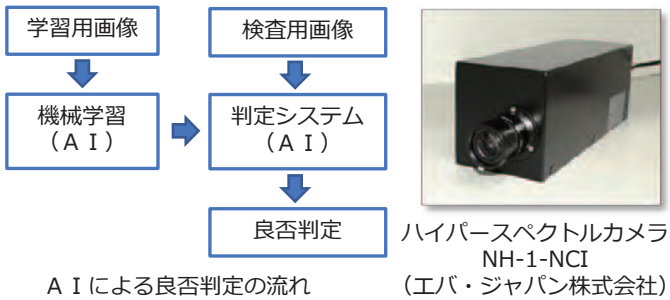 学習用画像
検査用画像
機械学習
（ＡＩ）
判定システム
（ＡＩ）
良否判定
ＡＩによる良否判定の流れ
ハイパースペクトルカメラ
NH-1-NCI
（エバ・ジャパン株式会社）